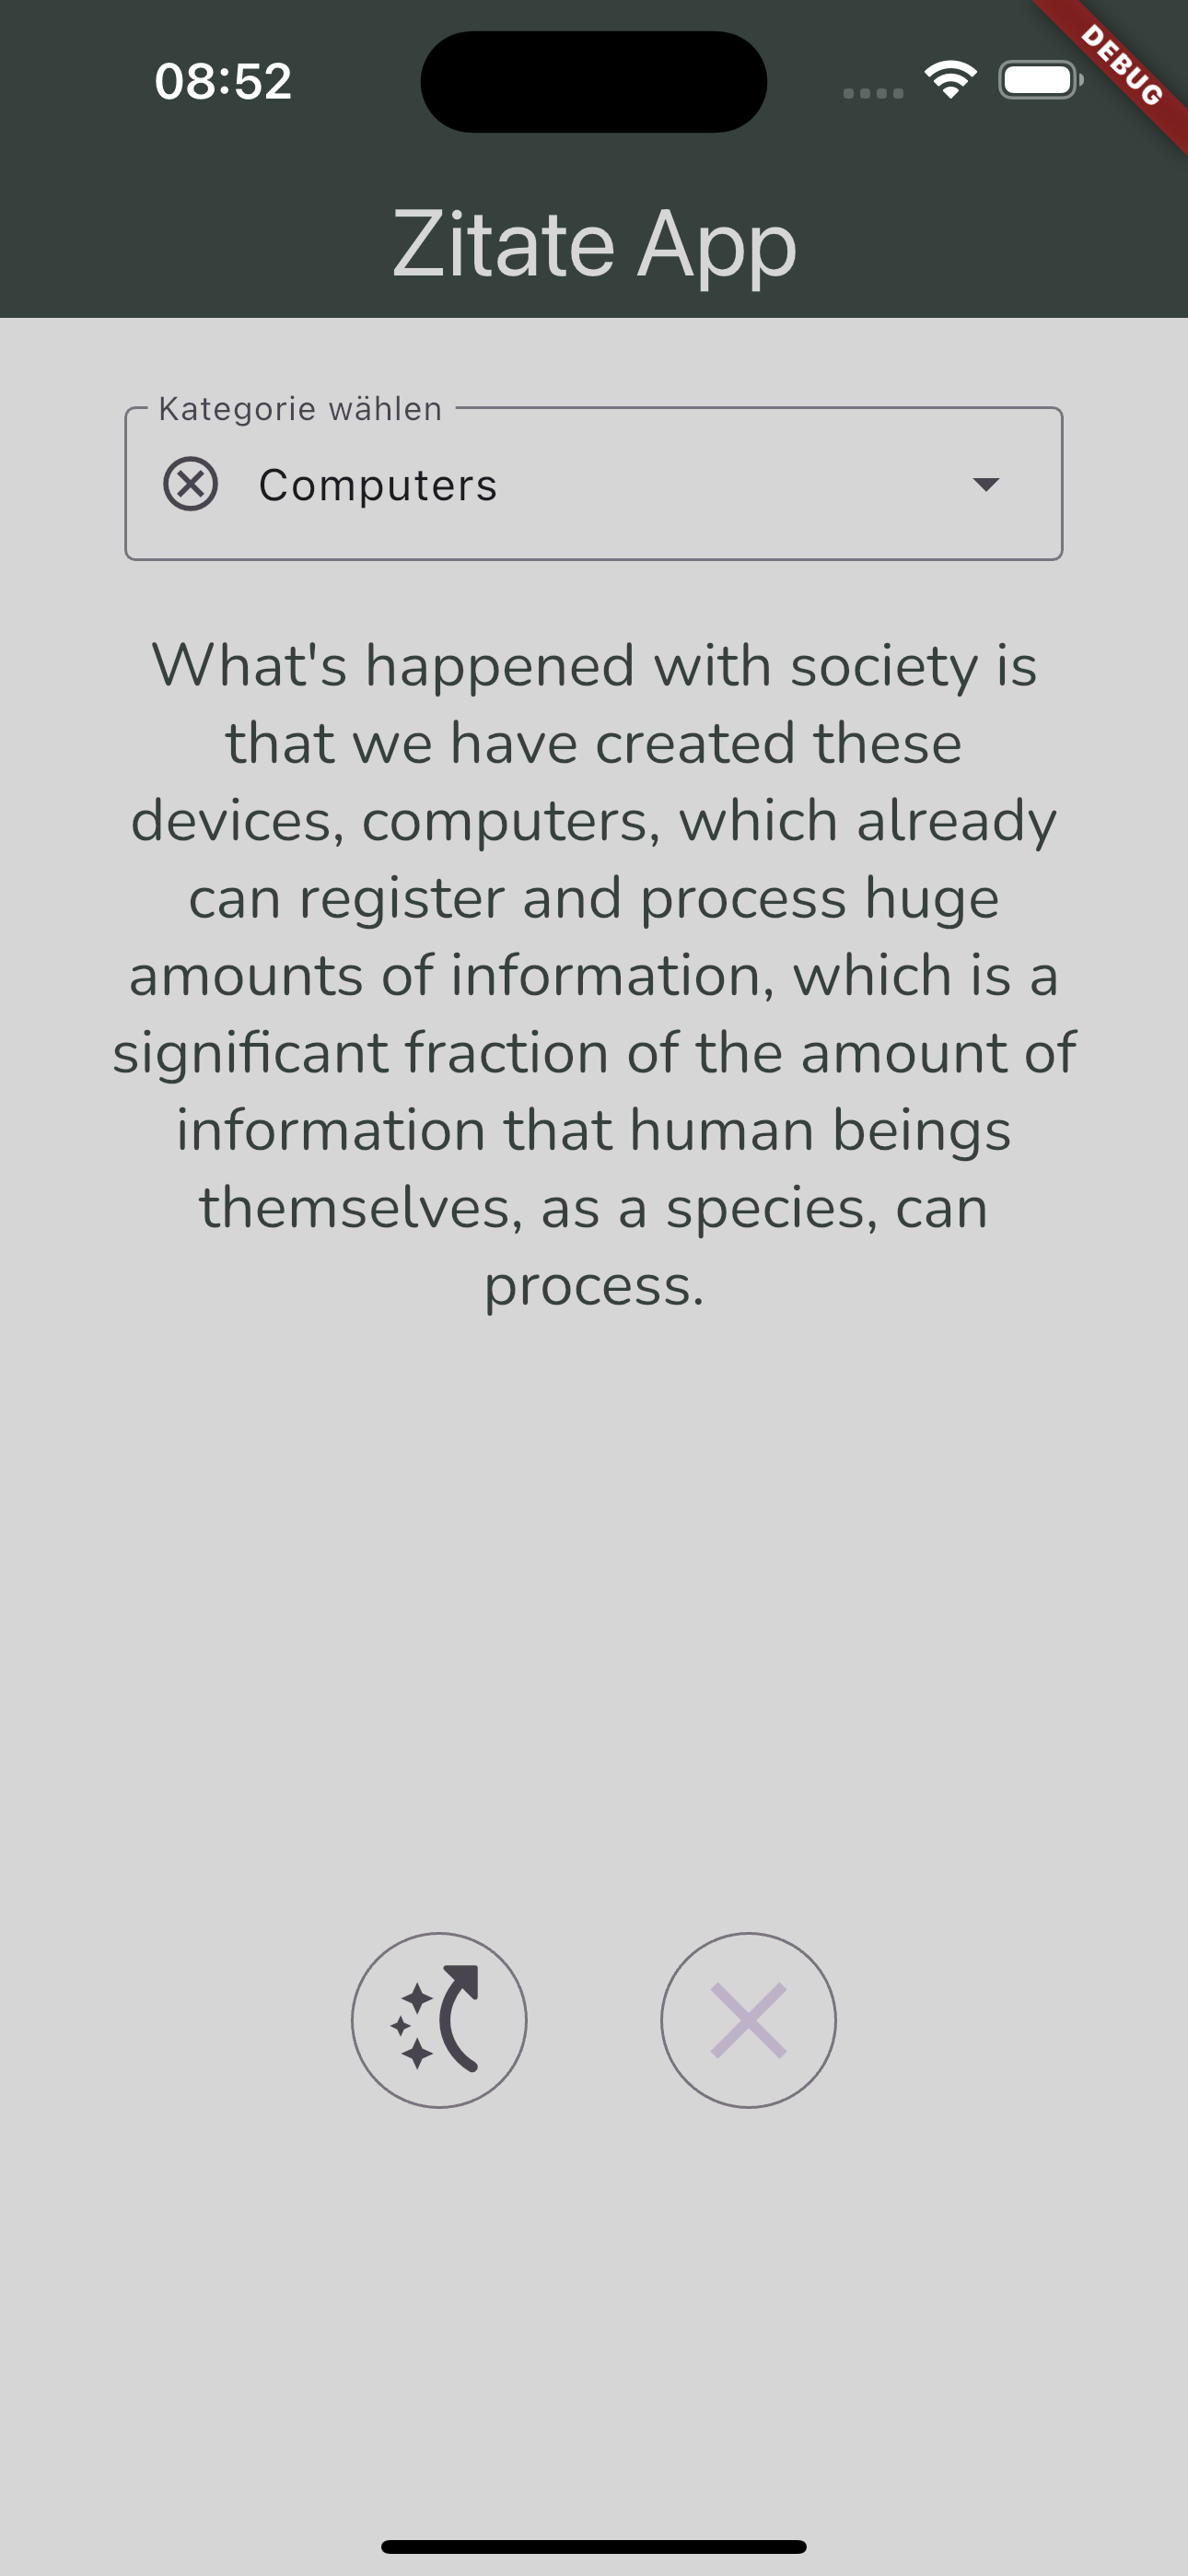 08:52
DEBUG
Zitate App
Kategorie wählen
Computers
What's happened with society is
that we have created these
devices, computers, which already
can register and process huge
amounts of information, which is a
significant fraction of the amount of
information that human beings
themselves, as a species, can
process.